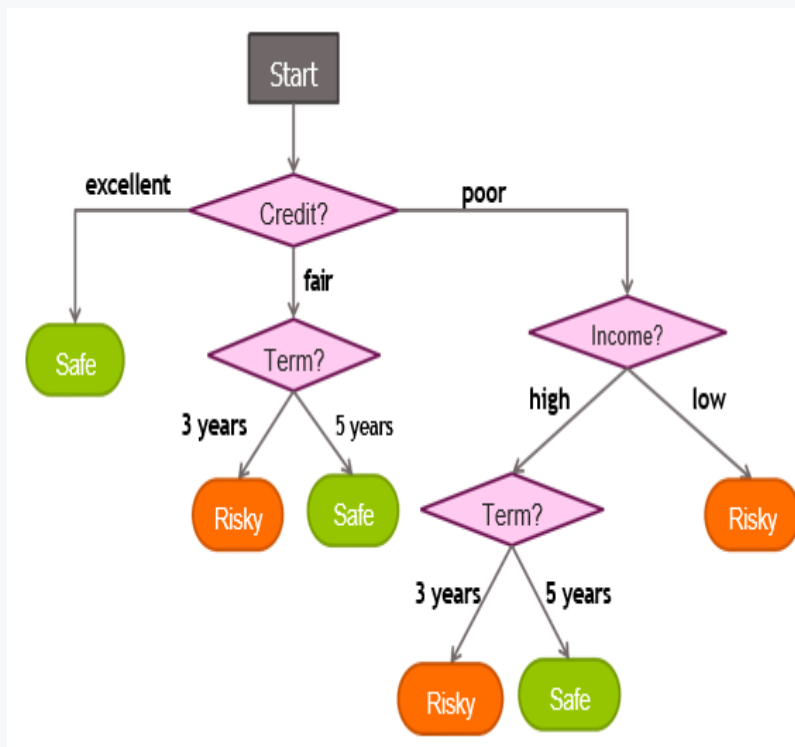 Start
excellent
Credit?
poor
fair
Safe
Term?
Income?
3 years
5 years
high
low
Risky
Safe
Term?
Risky
3 years
5 years
Risky
Safe